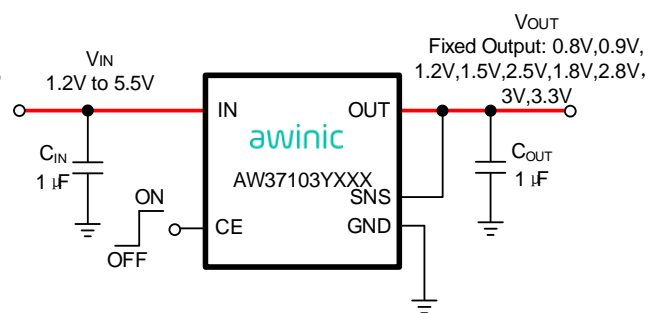 VOUT
Fixed Output: 0.8V,0.9V,
1.2V,1.5V,2.5V,1.8V,2.8V,
3V,3.3V
VIN
1.2V to 5.5V
IN
OUT
awinic
CIN
1 μF
COUT
1 μF
AW37103YXXX
SNS
ON
CE
GND
OFF